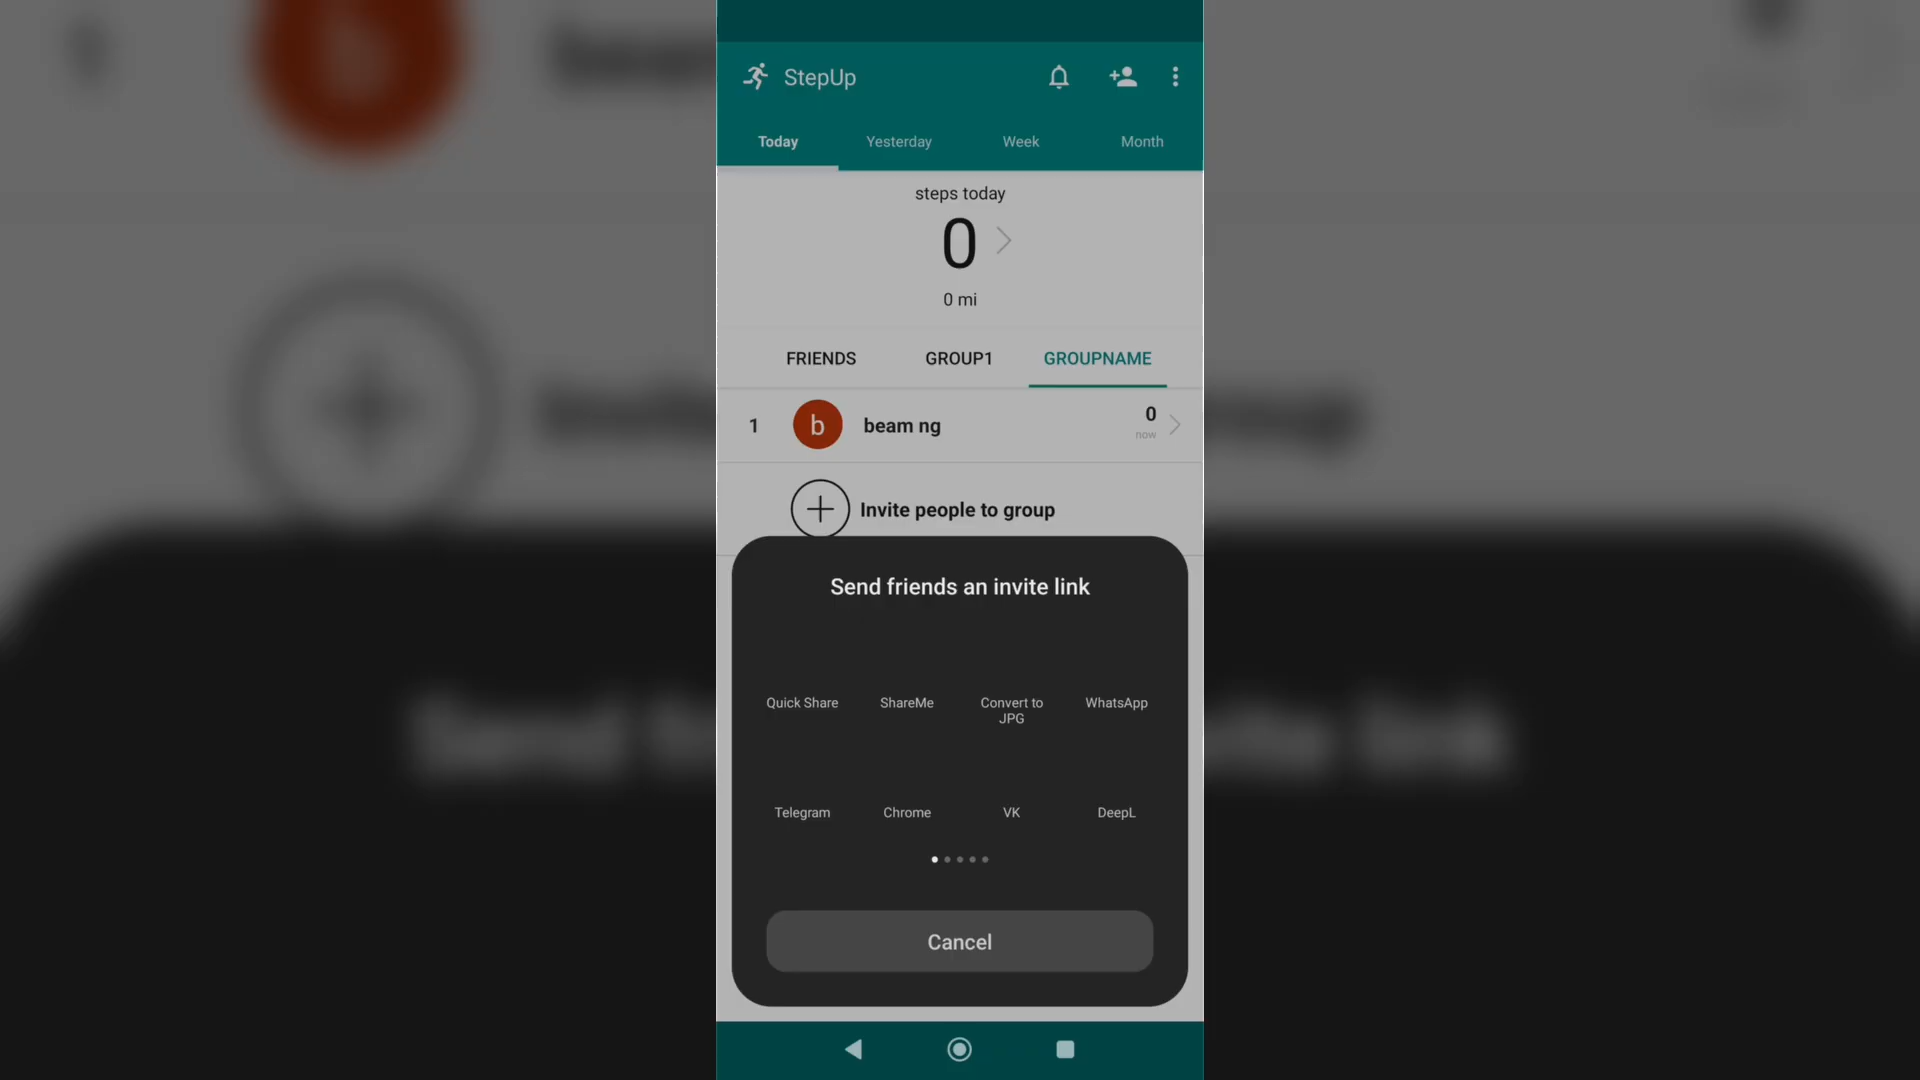 StepUp
Today Yesterday Week Month
steps today
0
0 mi
FRIENDS GROUP1 GROUPNAME
1 b beam ng 0
now
Invite people to group
Send friends an invite link
Quick Share ShareMe Convert to WhatsApp
JPG
Telegram Chrome VK DeepL
Cancel